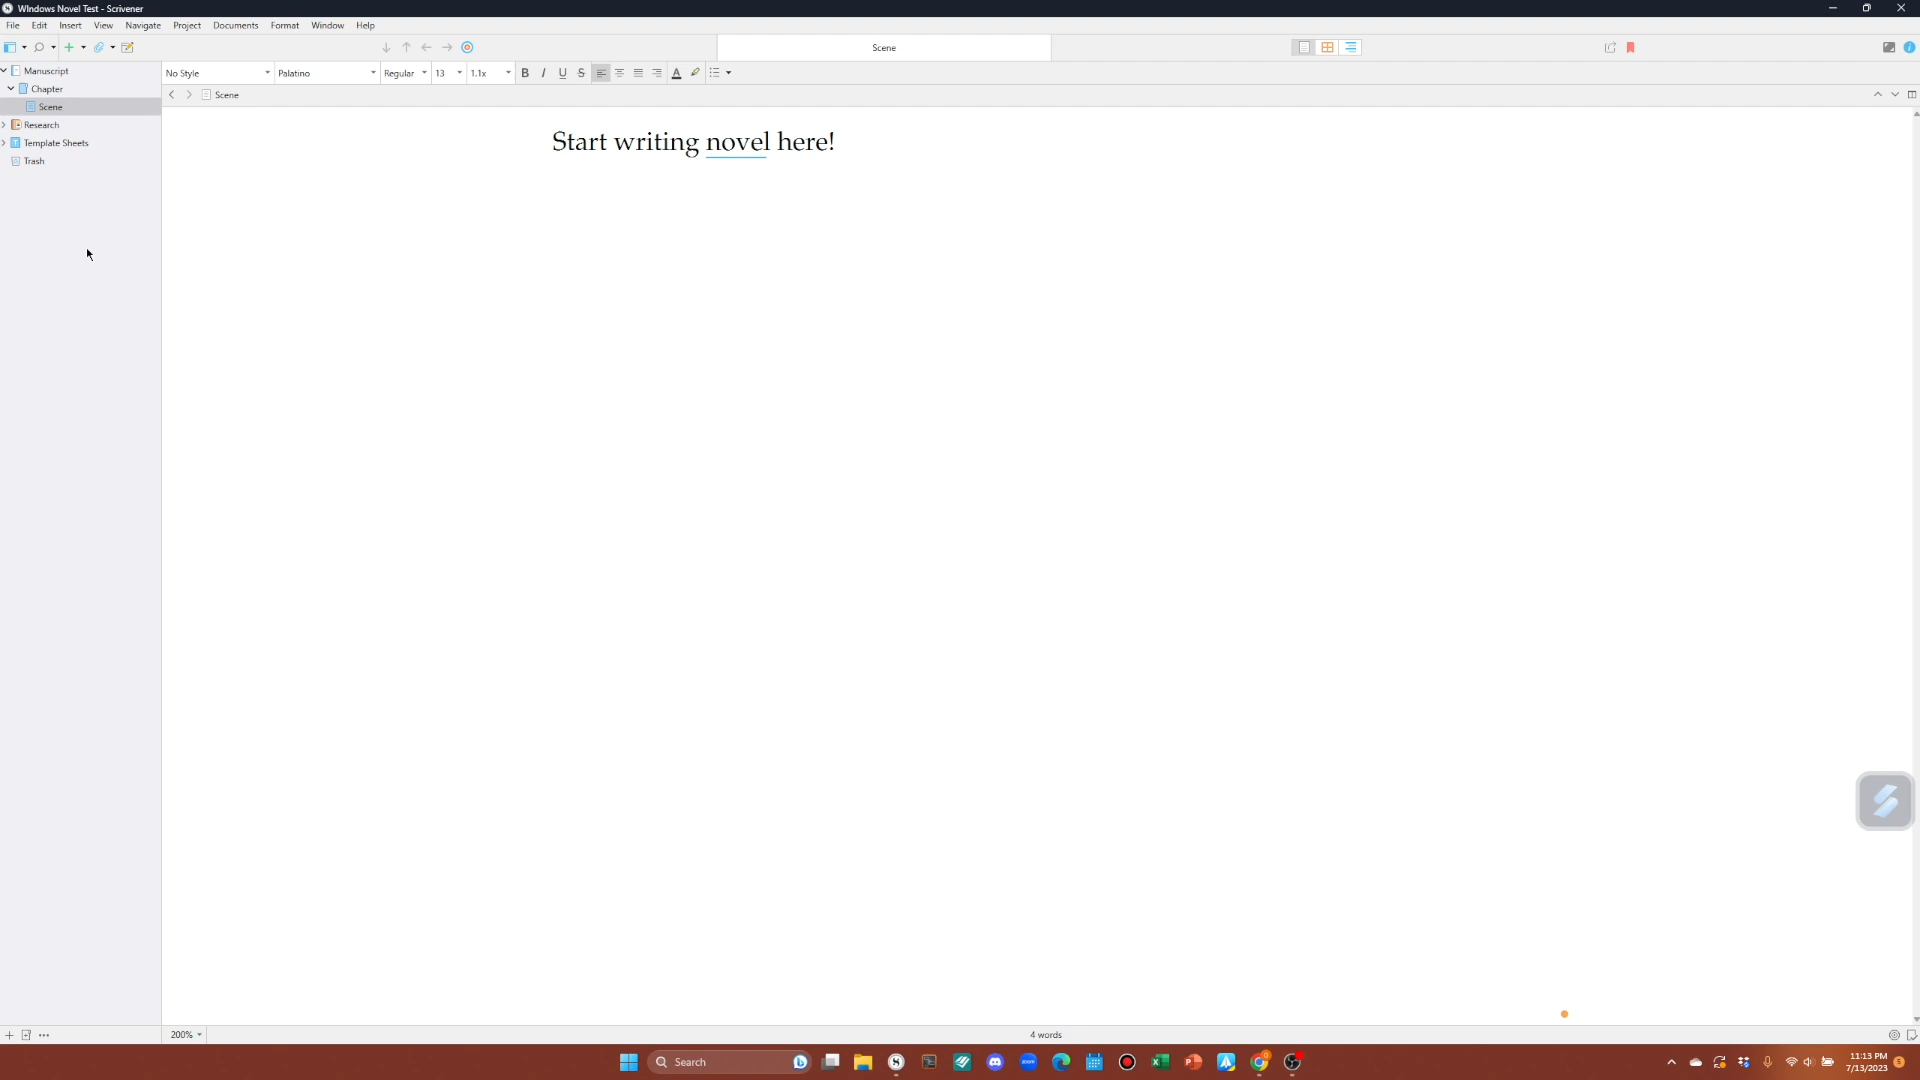 WIndows Novel Test - Scrivener
File Edit Insert View Navigate Project Documents Format Window Help
Scene
No Style Palatino Regular 13 1.1x B I U S A
Manuscript
Chapter
Scene
Research
Template Sheets
Trash
Scene
Start writing novel here!
200%
4 words
Search
zoom
11:13 PM
7/13/2023
5